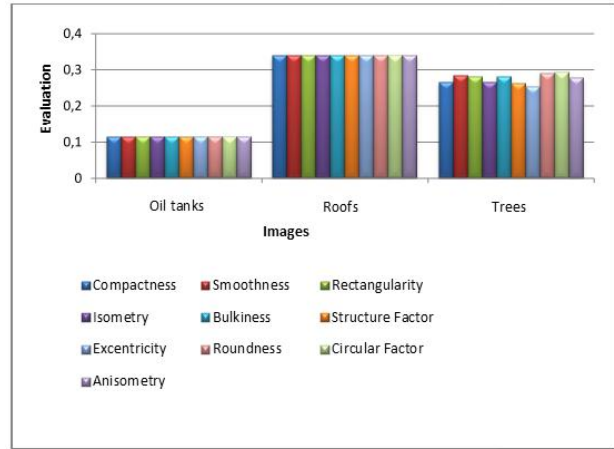 0,4
0,3
0,2
0,1
0
Evaluation
Oil tanks Roofs Trees
Images
Compactness Smoothness Rectangularity
Isometry Bulkiness Structure Factor
Excentricity Roundness Circular Factor
Anisometry